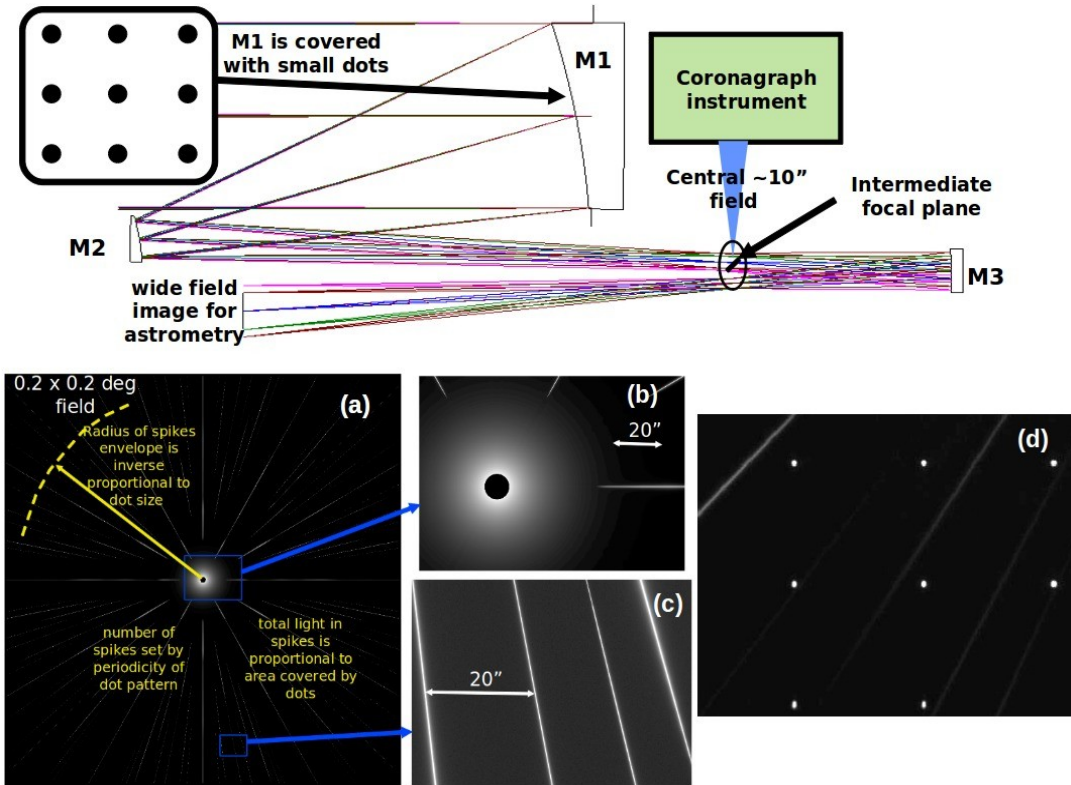 M1 is covered
with small dots
M1
Coronagraph
instrument
Central ~10”
field
Intermediate
focal plane
M2
M3
wide field
image for
astrometry
0.2 x 0.2 deg
field
(a)
Radius of spikes
envelope is
inverse
proportional to
dot size
number of
spikes set by
periodicity of
dot pattern
total light in
spikes is
proportional to
area covered by
dots
(b)
20”
(c)
20”
(d)